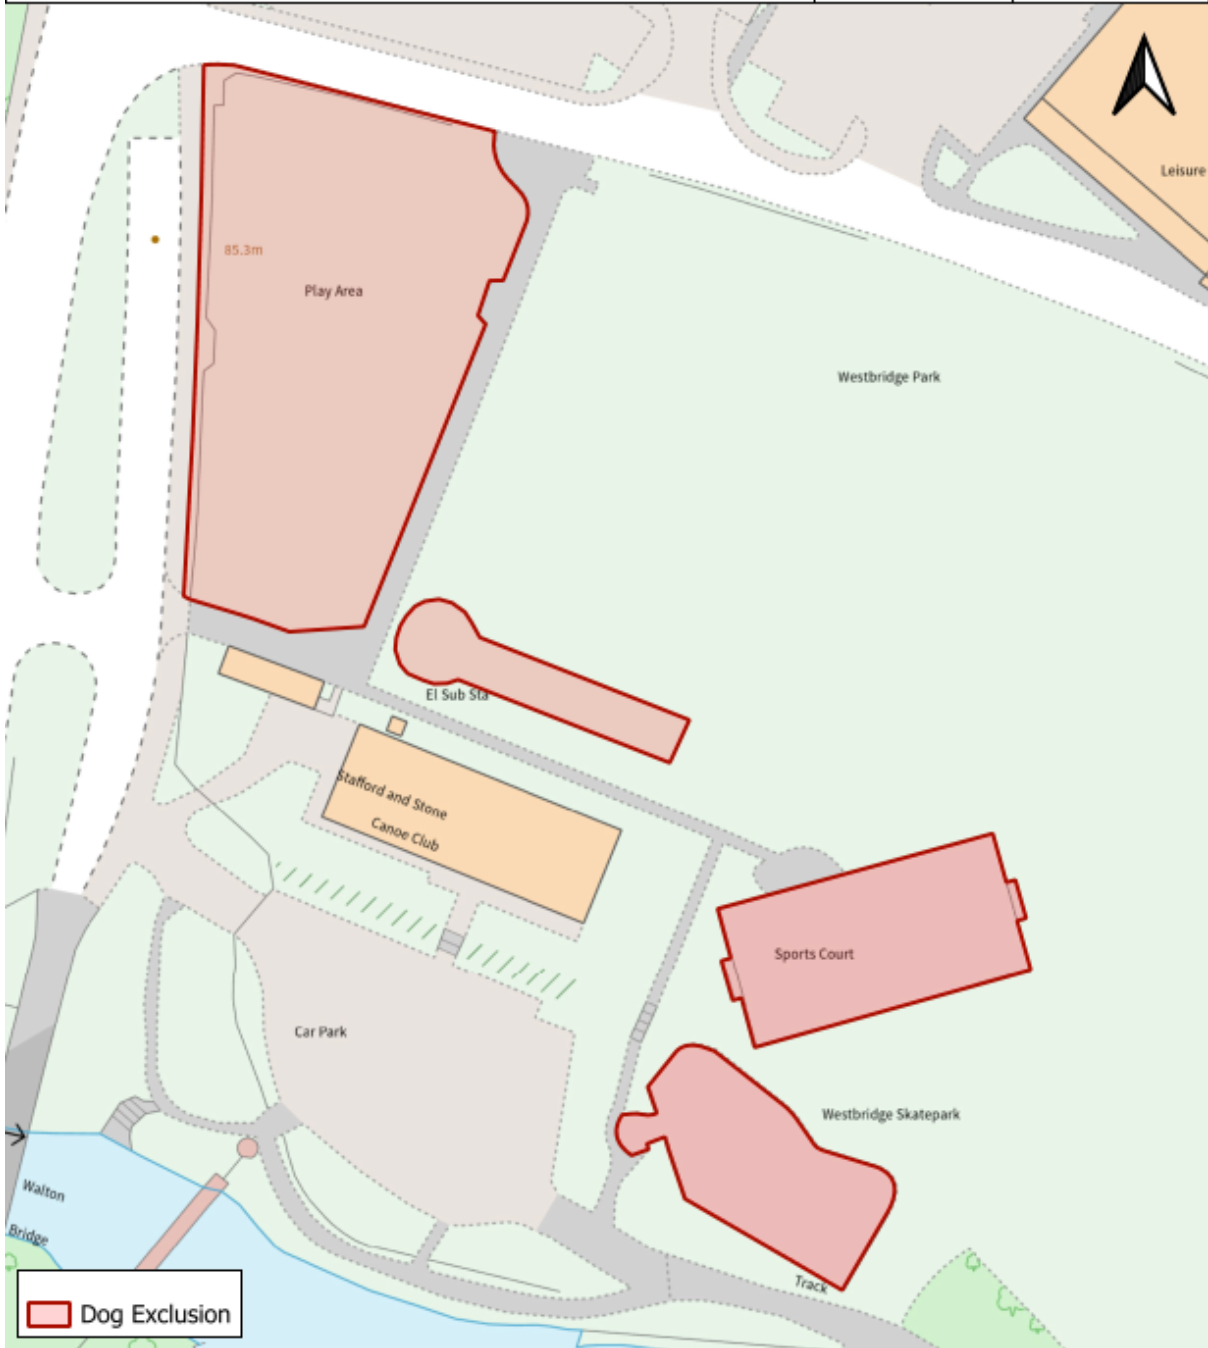 Leisure
85.3m
Play Area
Westbridge Park
El Sub Sta
Stafford and Stone
Canoe Club
Sports Court
Car Park
Westbridge Skatepark
Walton
Bridge
Track
Dog Exclusion